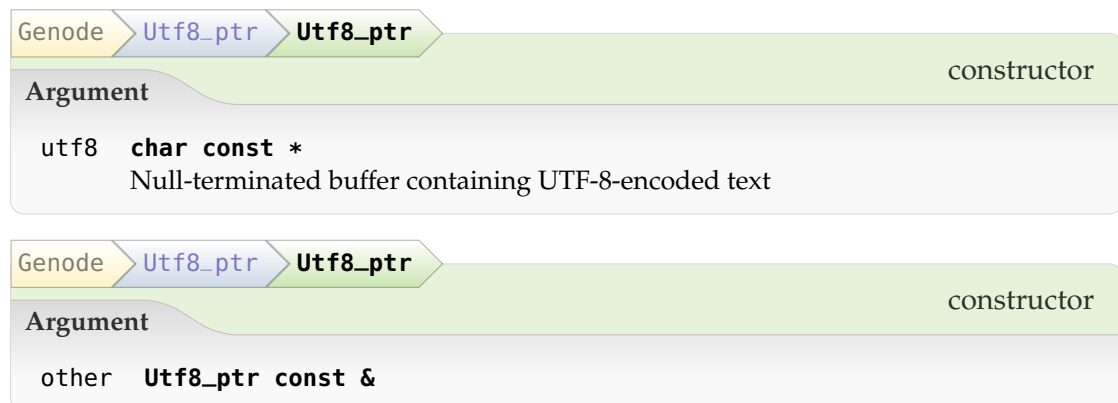 Genode Utf8_ptr Utf8_ptr
constructor
Argument
utf8 char const *
Null-terminated buffer containing UTF-8-encoded text
Genode Utf8_ptr Utf8_ptr
constructor
Argument
other Utf8_ptr const &